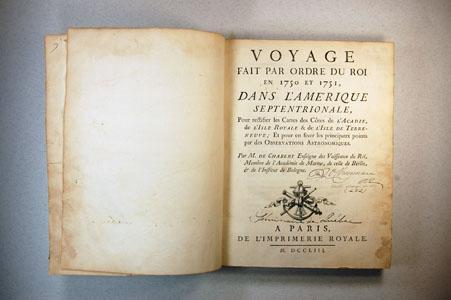 VOYAGE
FAIT PAR ORDRE DU ROI
EN 1750 ET 1751,
DANS L'AMERIQUE
SEPTENTRIONALE,
Pour rectifier les Cartes des Côtes de L'ACADIE,
de L'ISLE ROYALE & de L'ISLE DE TERRE-
NEUVE; Et pour en fixer les principaux points
par des OBSERVATIONS ASTRONOMIQUES.
Par M. DE CHABERT Enseigne des Vaisseaux du Roi,
Membre de l'Académie de Marine, de celle de Berlin,
& de l'Institut de Bologne.
Séminaire de Québec
A PARIS,
DE L'IMPRIMERIE ROYALE.
M. DCCLIII.